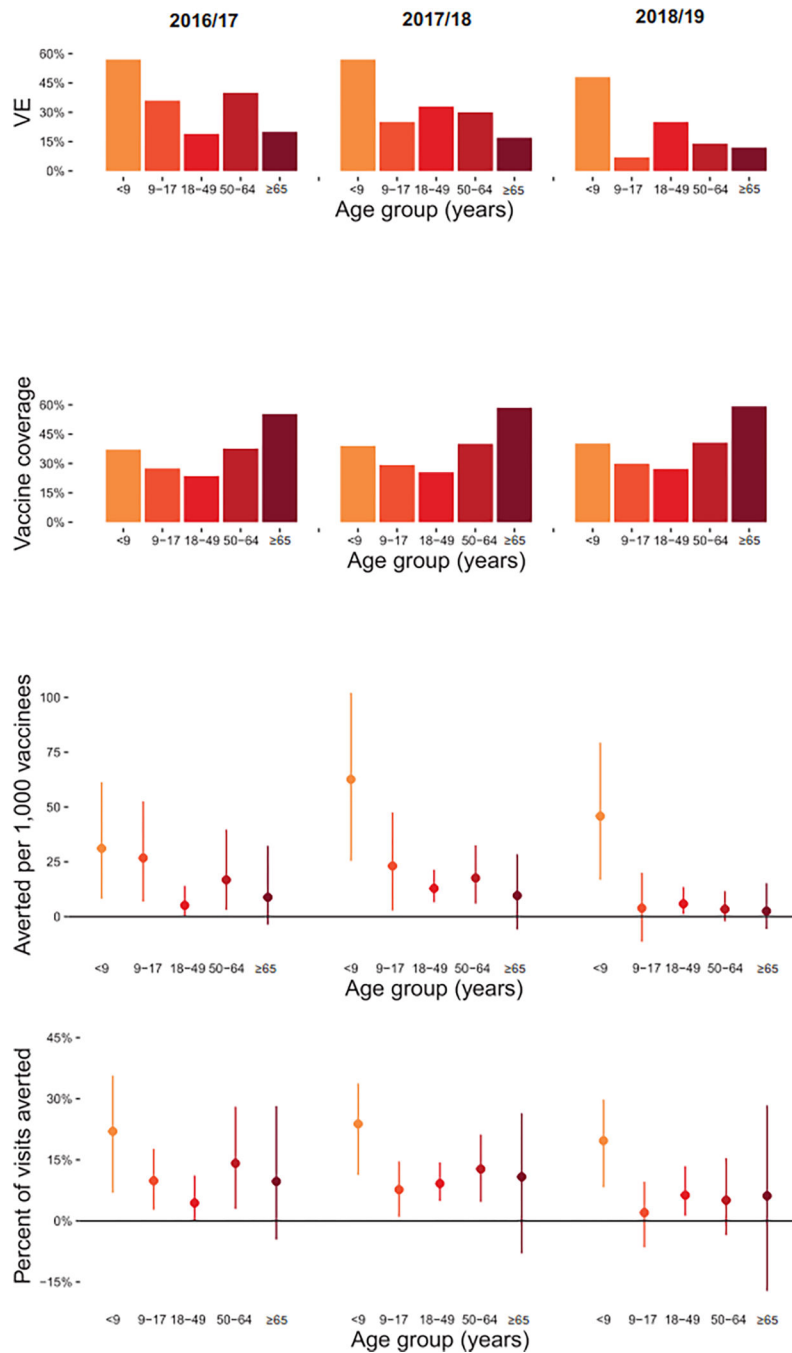 2016/17 2017/18 2018/19
VE
60%
45%
30%
15%
0%
<9 9–17 18–49 50–64 ≥65 <9 9–17 18–49 50–64 ≥65 <9 9–17 18–49 50–64 ≥65
Age group (years)
Vaccine coverage
60%
45%
30%
15%
0%
<9 9–17 18–49 50–64 ≥65 <9 9–17 18–49 50–64 ≥65 <9 9–17 18–49 50–64 ≥65
Age group (years)
Averted per 1,000 vaccinees
100
75
50
25
0
<9 9–17 18–49 50–64 ≥65 <9 9–17 18–49 50–64 ≥65 <9 9–17 18–49 50–64 ≥65
Age group (years)
Percent of visits averted
45%
30%
15%
0%
−15%
<9 9–17 18–49 50–64 ≥65 <9 9–17 18–49 50–64 ≥65 <9 9–17 18–49 50–64 ≥65
Age group (years)